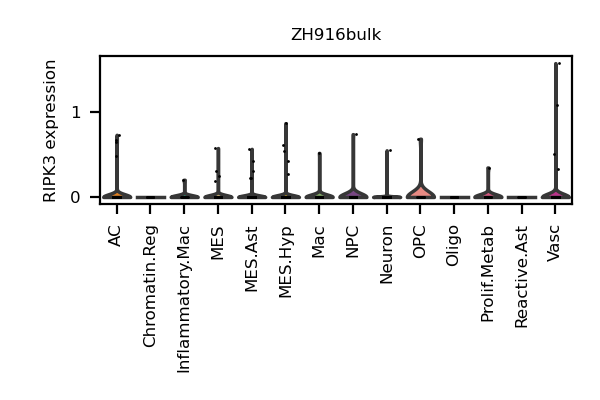 ZH916bulk
RIPK3 expression
1
0
AC
Chromatin.Reg
Inflammatory.Mac
MES
MES.Ast
MES.Hyp
Mac
NPC
Neuron
OPC
Oligo
Prolif.Metab
Reactive.Ast
Vasc